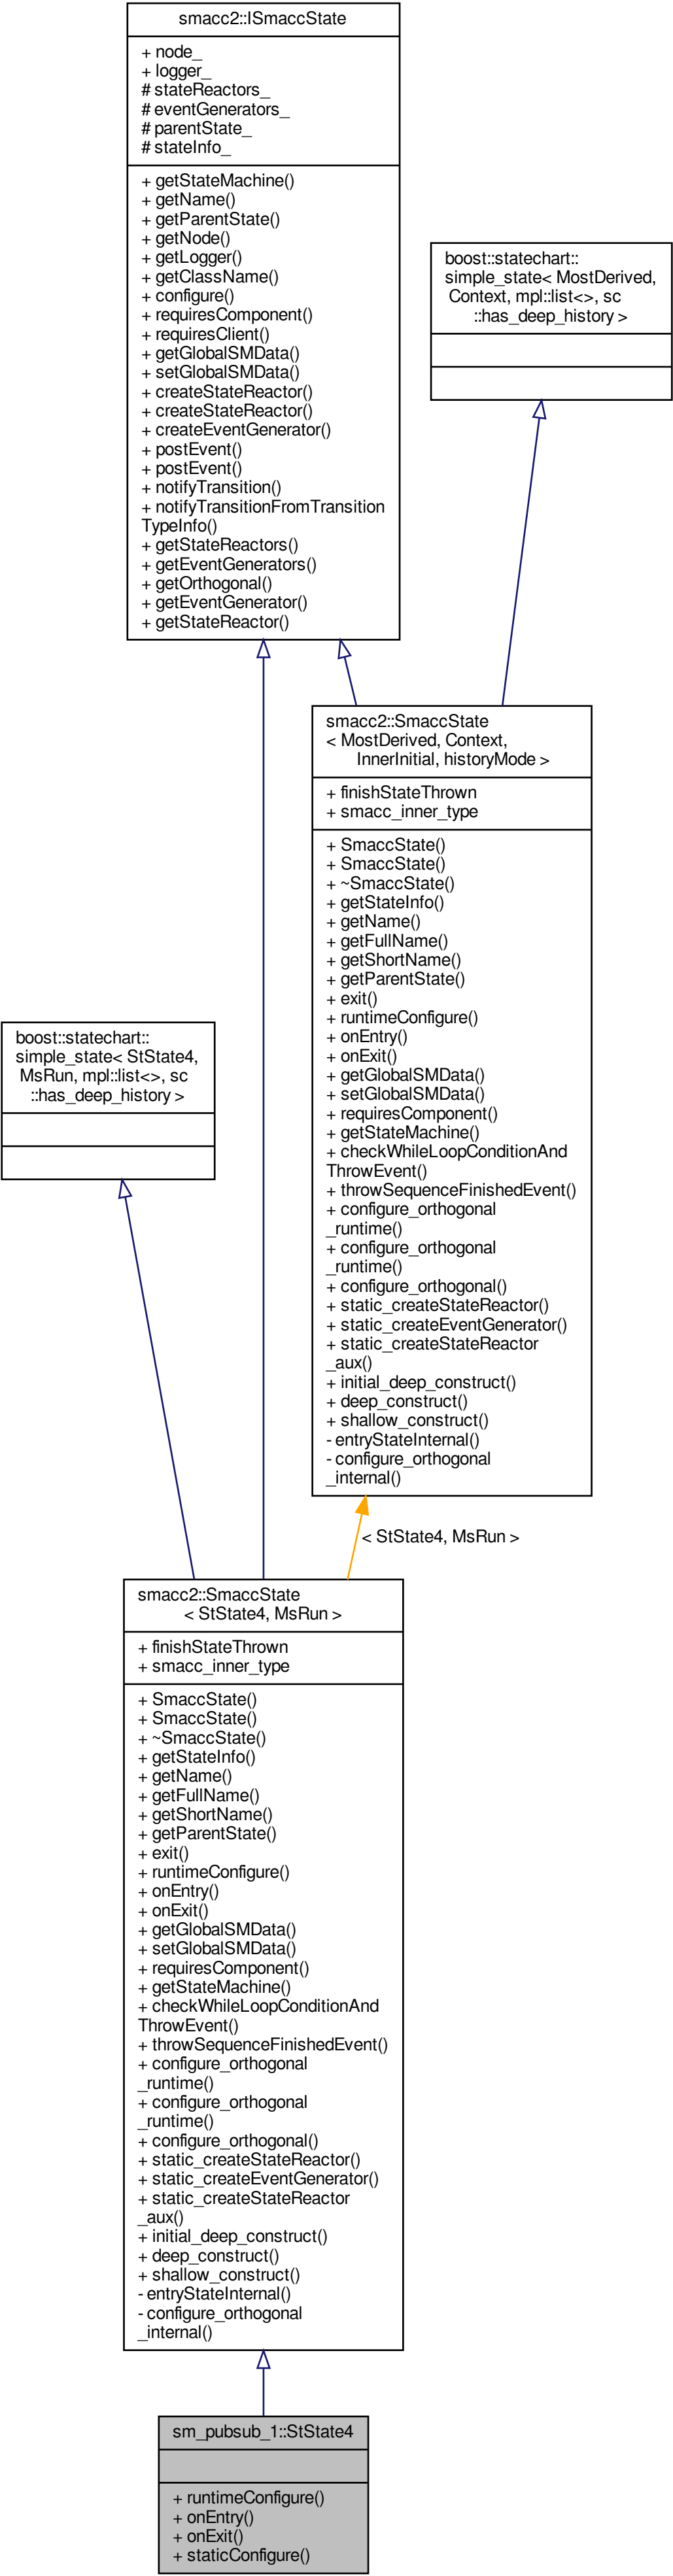 smacc2::ISmaccState
+ node_
+ logger_
# stateReactors_
# eventGenerators_
# parentState_
# stateInfo_
+ getStateMachine()
+ getName()
+ getParentState()
+ getNode()
+ getLogger()
+ getClassName()
+ configure()
+ requiresComponent()
+ requiresClient()
+ getGlobalSMData()
+ setGlobalSMData()
+ createStateReactor()
+ createStateReactor()
+ createEventGenerator()
+ postEvent()
+ postEvent()
+ notifyTransition()
+ notifyTransitionFromTransition
TypeInfo()
+ getStateReactors()
+ getEventGenerators()
+ getOrthogonal()
+ getEventGenerator()
+ getStateReactor()
boost::statechart::
simple_state< MostDerived,
Context, mpl::list<>, sc
::has_deep_history >
smacc2::SmaccState
< MostDerived, Context,
InnerInitial, historyMode >
+ finishStateThrown
+ smacc_inner_type
+ SmaccState()
+ SmaccState()
+ ~SmaccState()
+ getStateInfo()
+ getName()
+ getFullName()
+ getShortName()
+ getParentState()
+ exit()
+ runtimeConfigure()
+ onEntry()
+ onExit()
+ getGlobalSMData()
+ setGlobalSMData()
+ requiresComponent()
+ getStateMachine()
+ checkWhileLoopConditionAnd
ThrowEvent()
+ throwSequenceFinishedEvent()
+ configure_orthogonal
_runtime()
+ configure_orthogonal
_runtime()
+ configure_orthogonal()
+ static_createStateReactor()
+ static_createEventGenerator()
+ static_createStateReactor
_aux()
+ initial_deep_construct()
+ deep_construct()
+ shallow_construct()
- entryStateInternal()
- configure_orthogonal
_internal()
boost::statechart::
simple_state< StState4,
MsRun, mpl::list<>, sc
::has_deep_history >
< StState4, MsRun >
smacc2::SmaccState
< StState4, MsRun >
+ finishStateThrown
+ smacc_inner_type
+ SmaccState()
+ SmaccState()
+ ~SmaccState()
+ getStateInfo()
+ getName()
+ getFullName()
+ getShortName()
+ getParentState()
+ exit()
+ runtimeConfigure()
+ onEntry()
+ onExit()
+ getGlobalSMData()
+ setGlobalSMData()
+ requiresComponent()
+ getStateMachine()
+ checkWhileLoopConditionAnd
ThrowEvent()
+ throwSequenceFinishedEvent()
+ configure_orthogonal
_runtime()
+ configure_orthogonal
_runtime()
+ configure_orthogonal()
+ static_createStateReactor()
+ static_createEventGenerator()
+ static_createStateReactor
_aux()
+ initial_deep_construct()
+ deep_construct()
+ shallow_construct()
- entryStateInternal()
- configure_orthogonal
_internal()
sm_pubsub_1::StState4
+ runtimeConfigure()
+ onEntry()
+ onExit()
+ staticConfigure()